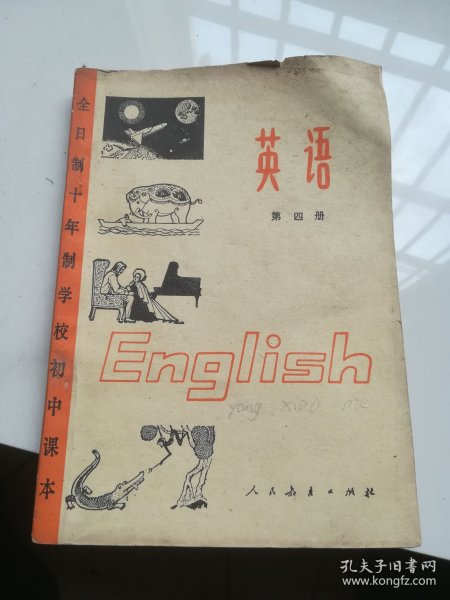 全日制十年制学校初中课本
英语
第四册
English
yang xiao
人民教育出版社
孔夫子旧书网
www.kongfz.com